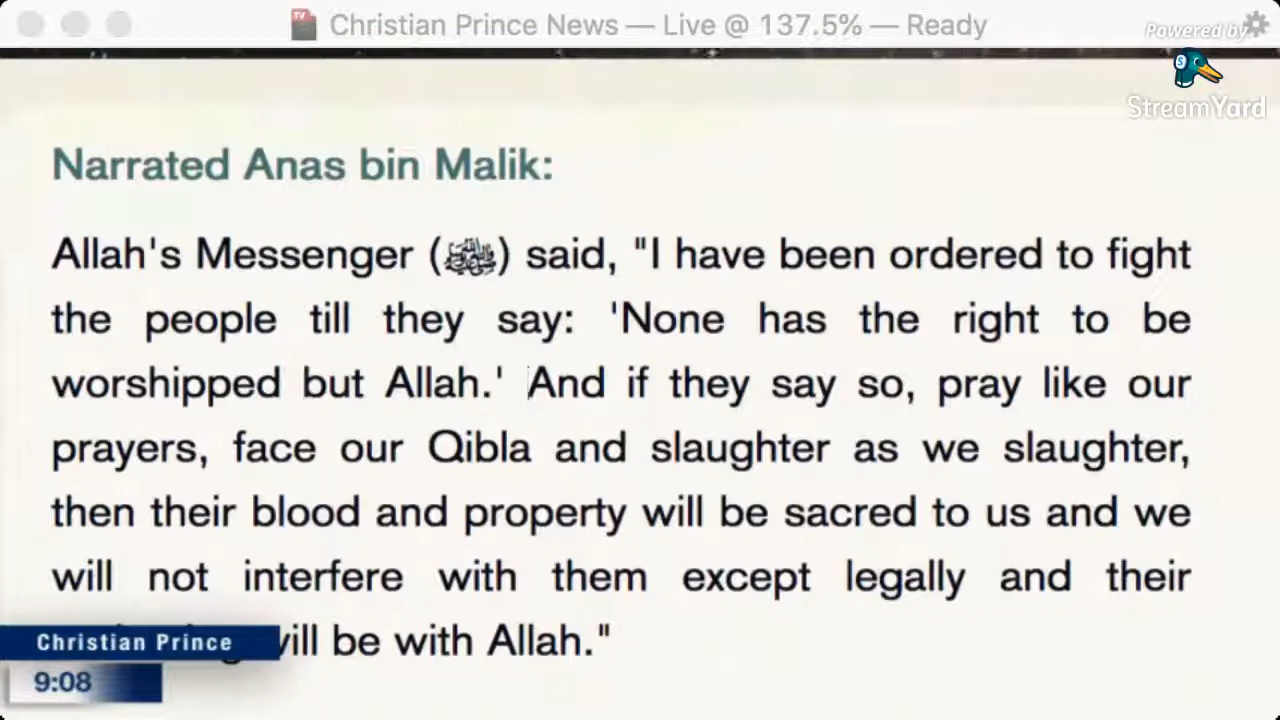 Christian Prince News — Live @ 137.5% — Ready
Powered by
StreamYard
Narrated Anas bin Malik:
Allah's Messenger (ﷺ) said, "I have been ordered to fight
the people till they say: 'None has the right to be
worshipped but Allah.' And if they say so, pray like our
prayers, face our Qibla and slaughter as we slaughter,
then their blood and property will be sacred to us and we
will not interfere with them except legally and their
will be with Allah."
Christian Prince
9:08